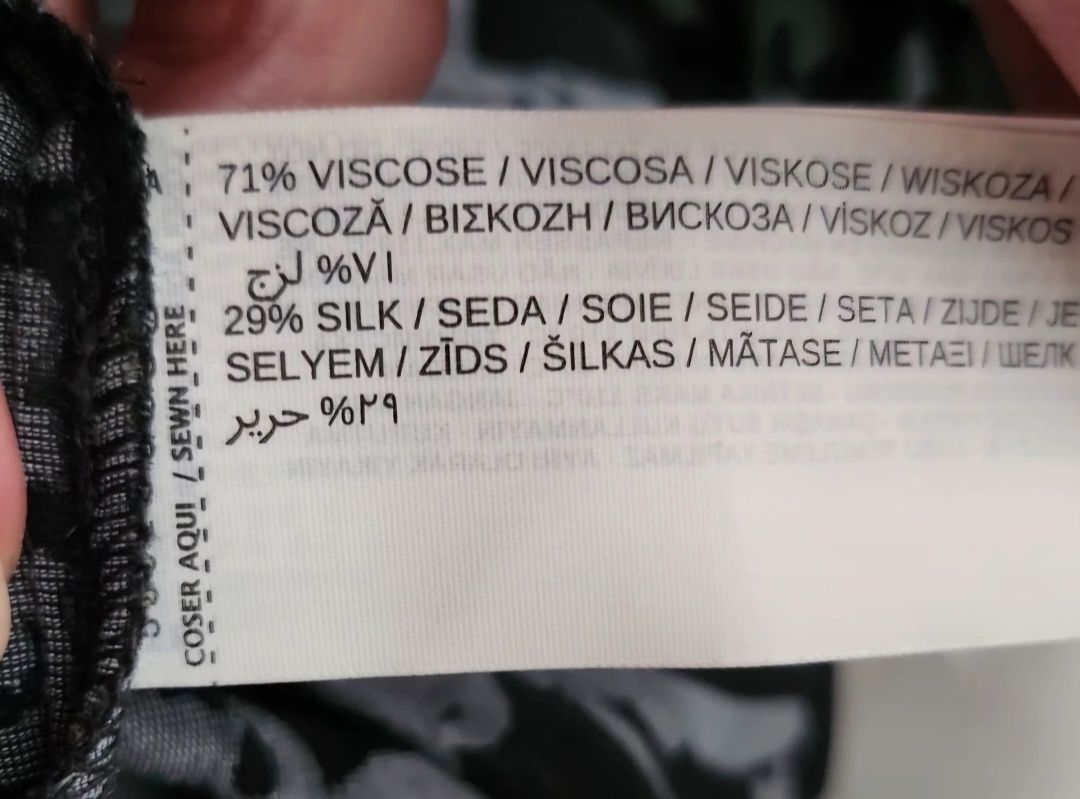 71% VISCOSE / VISCOSA / VISKOSE / WISKOZA /
VISCOZĂ / ΒΙΣΚΟΖΗ / ВИСКОЗА / VİSKOZ / VISKOS
٧١% لزج
29% SILK / SEDA / SOIE / SEIDE / SETA / ZIJDE / JE
SELYEM / ZĪDS / ŠILKAS / MÃTASE / ΜΕΤΑΞΙ / ШЕЛК
٢٩% حرير
COSER AQUI / SEWN HERE